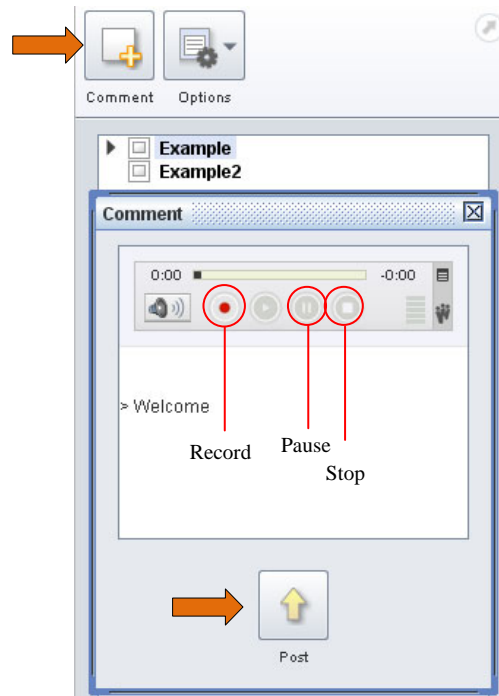 Comment Options
Example
Example2
Comment
0:00 -0:00
> Welcome
Record Pause
Stop
Post